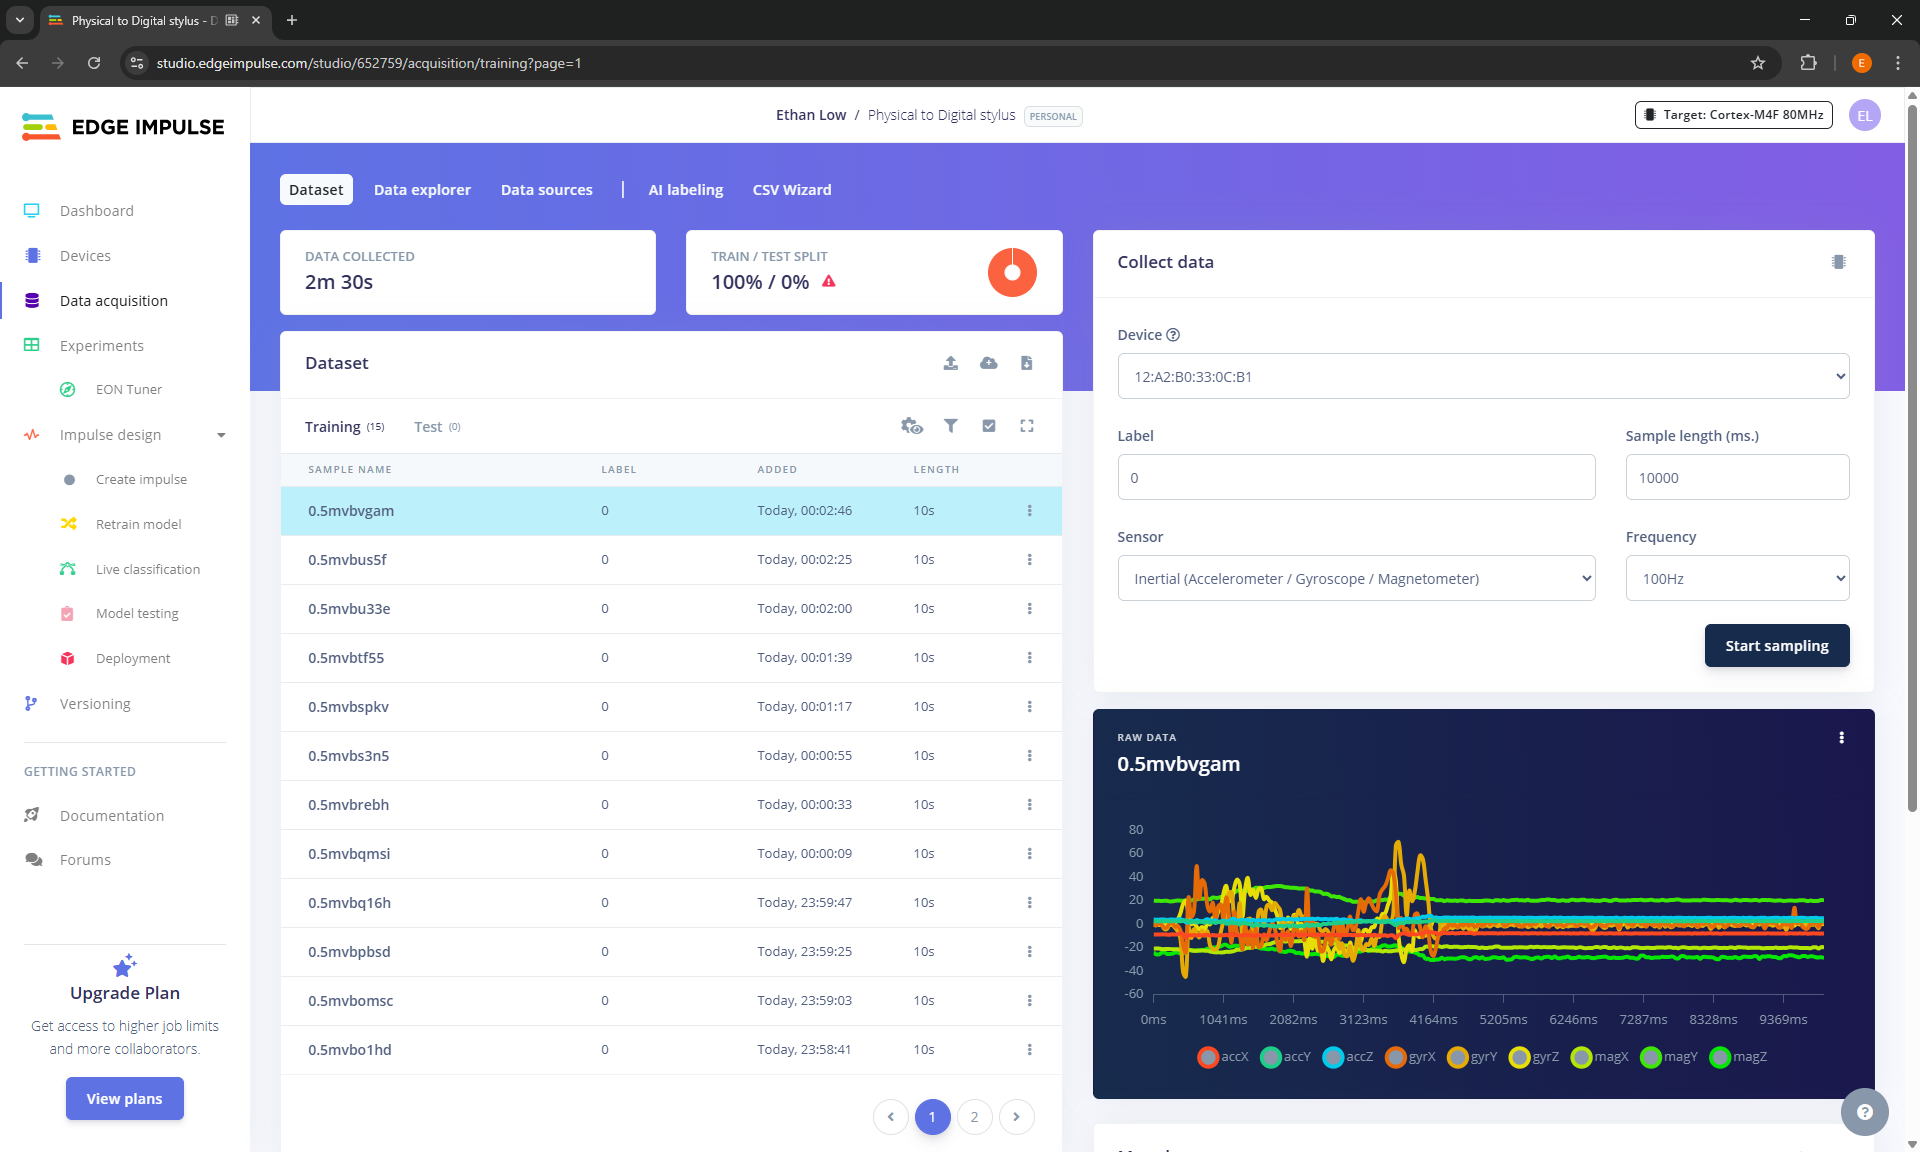 Physical to Digital stylus - D
studio.edgeimpulse.com/studio/652759/acquisition/training?page=1
E
EDGE IMPULSE
Ethan Low / Physical to Digital stylus PERSONAL
Target: Cortex-M4F 80MHz
EL
Dashboard
Devices
Data acquisition
Experiments
EON Tuner
Impulse design
Create impulse
Retrain model
Live classification
Model testing
Deployment
Versioning
GETTING STARTED
Documentation
Forums
Upgrade Plan
Get access to higher job limits
and more collaborators.
View plans
Dataset Data explorer Data sources | AI labeling CSV Wizard
DATA COLLECTED
2m 30s
TRAIN / TEST SPLIT
100% / 0%
Dataset
Training (15) Test (0)
SAMPLE NAME LABEL ADDED LENGTH
0.5mvbvgam 0 Today, 00:02:46 10s
0.5mvbus5f 0 Today, 00:02:25 10s
0.5mvbu33e 0 Today, 00:02:00 10s
0.5mvbtf55 0 Today, 00:01:39 10s
0.5mvbspkv 0 Today, 00:01:17 10s
0.5mvbs3n5 0 Today, 00:00:55 10s
0.5mvbrebh 0 Today, 00:00:33 10s
0.5mvbqmsi 0 Today, 00:00:09 10s
0.5mvbq16h 0 Today, 23:59:47 10s
0.5mvbpbsd 0 Today, 23:59:25 10s
0.5mvbomsc 0 Today, 23:59:03 10s
0.5mvbo1hd 0 Today, 23:58:41 10s
1 2
Collect data
Device ?
12:A2:B0:33:0C:B1
Label Sample length (ms.)
0 10000
Sensor Frequency
Inertial (Accelerometer / Gyroscope / Magnetometer) 100Hz
Start sampling
RAW DATA
0.5mvbvgam
80
60
40
20
0
-20
-40
-60
0ms 1041ms 2082ms 3123ms 4164ms 5205ms 6246ms 7287ms 8328ms 9369ms
accX accY accZ gyrX gyrY gyrZ magX magY magZ
?